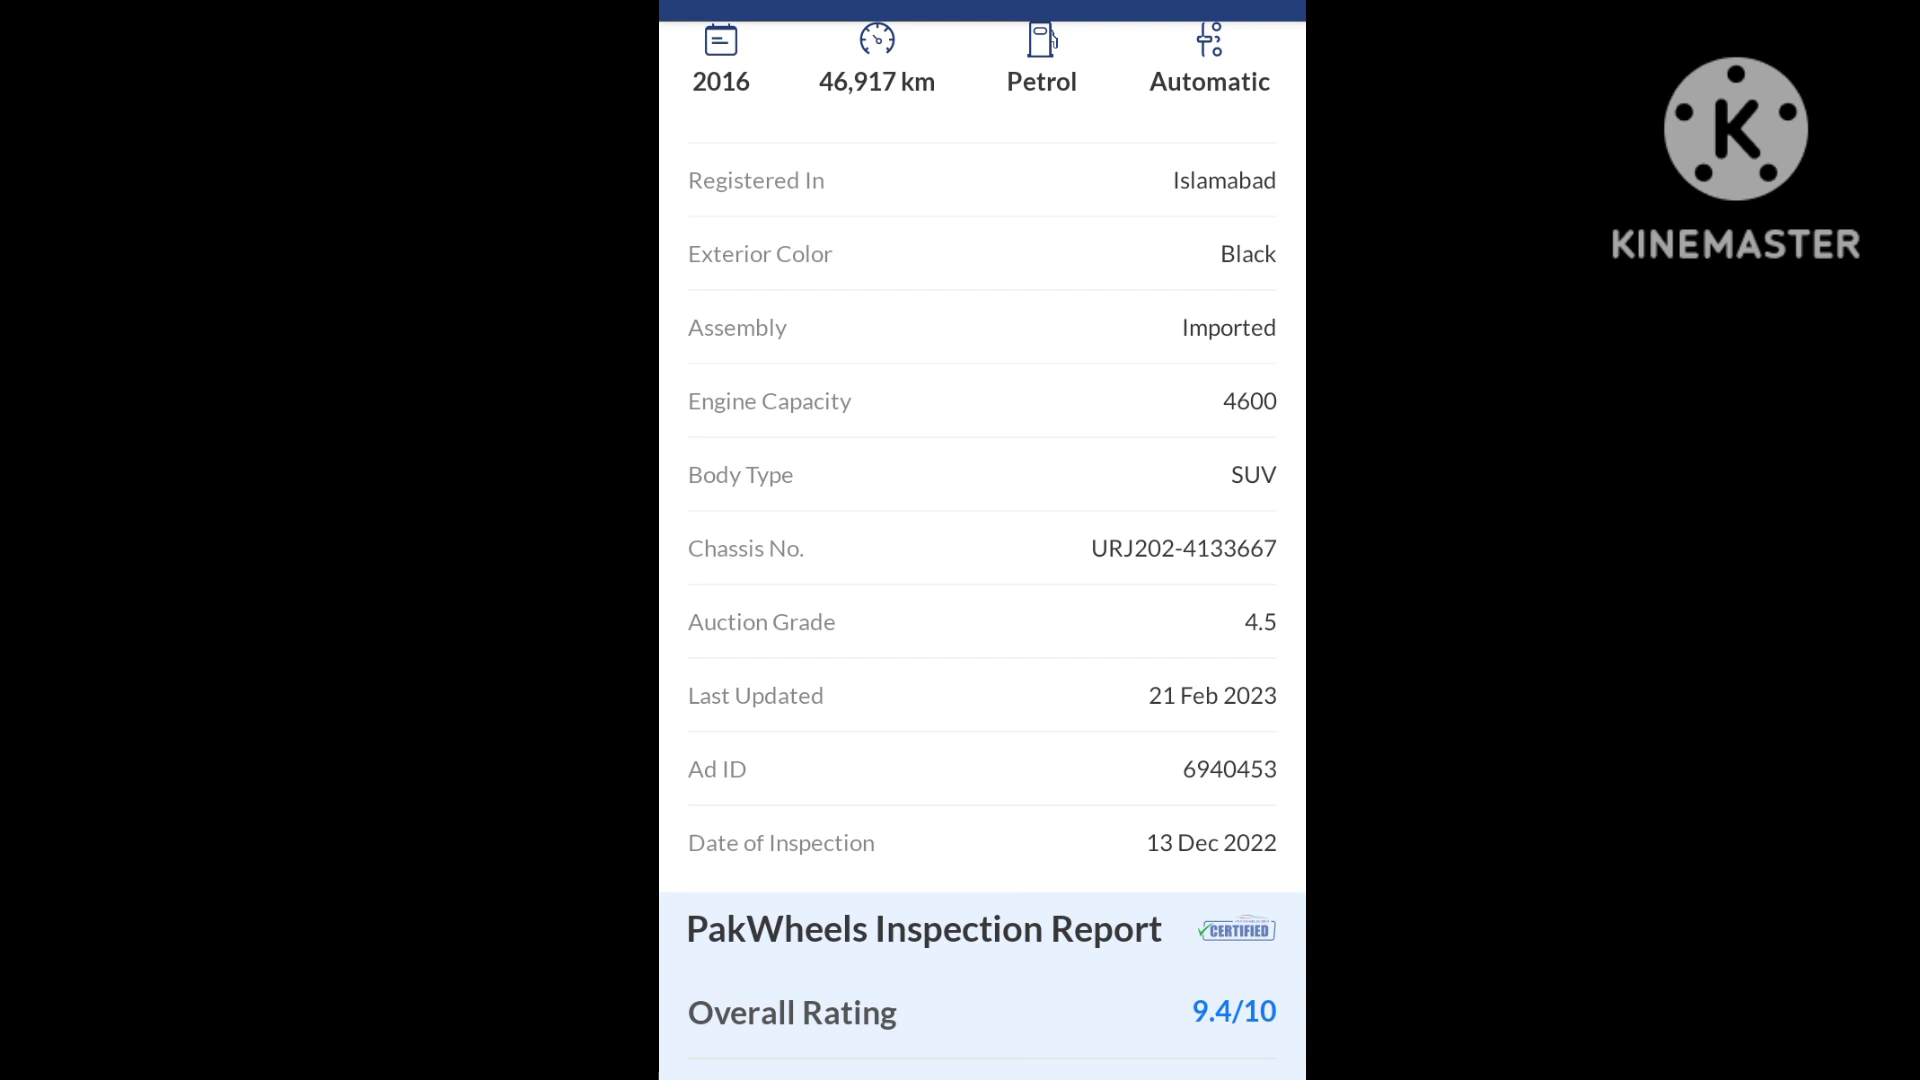 2016 46,917 km Petrol Automatic
Registered In Islamabad
Exterior Color Black
Assembly Imported
Engine Capacity 4600
Body Type SUV
Chassis No. URJ202-4133667
Auction Grade 4.5
Last Updated 21 Feb 2023
Ad ID 6940453
Date of Inspection 13 Dec 2022
PakWheels Inspection Report CERTIFIED
Overall Rating 9.4/10
K
KINEMASTER